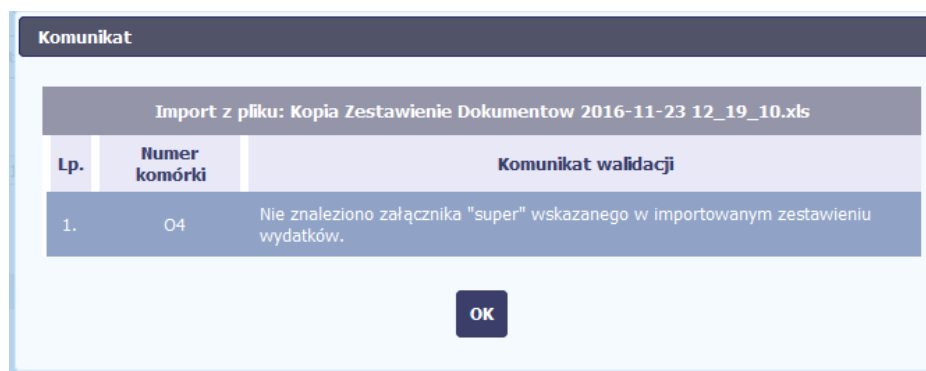 Komunikat
Import z pliku: Kopia Zestawienie Dokumentow 2016-11-23 12_19_10.xls
Lp.
Numer
komórki
Komunikat walidacji
1.
O4
Nie znaleziono załącznika "super" wskazanego w importowanym zestawieniu
wydatków.
OK